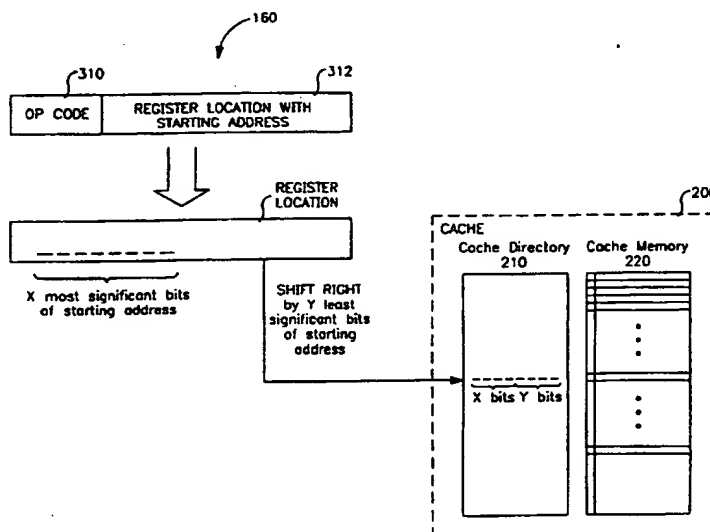 160
310
312
OP CODE
REGISTER LOCATION WITH
STARTING ADDRESS
REGISTER
LOCATION
X most significant bits
of starting address
SHIFT RIGHT
by Y least
significant bits
of starting
address
CACHE
Cache Directory
210
Cache Memory
220
X bits Y bits